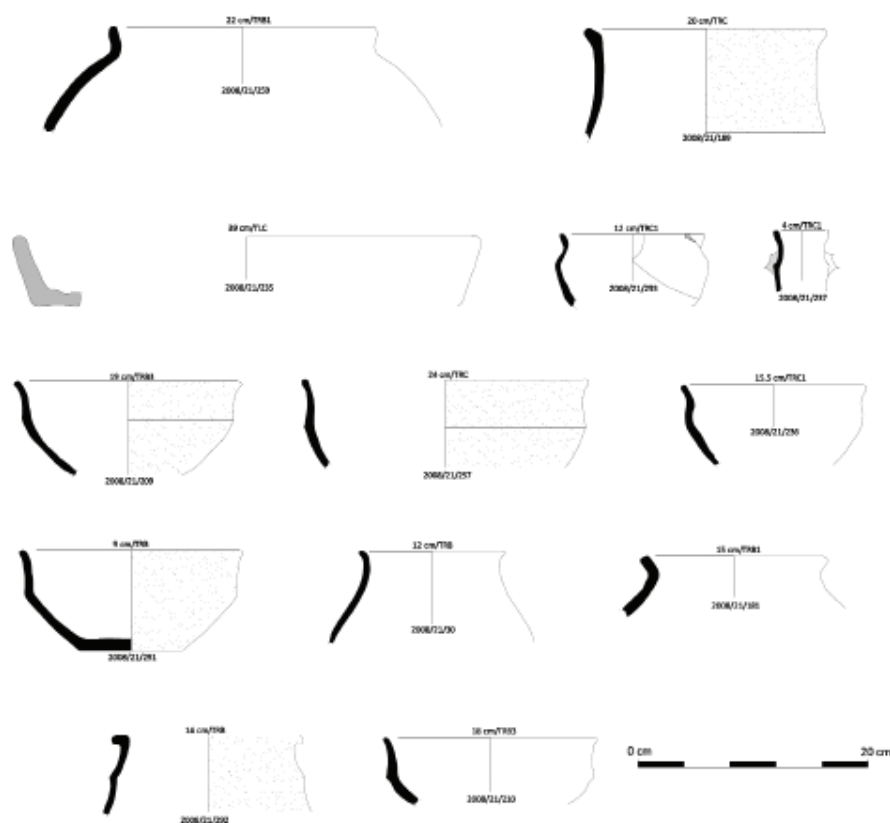 22 cm/TRB1
2008/21/259
20 cm/TRC
2008/21/189
39 cm/TLC
2008/21/235
12 cm/TRC1
2008/21/293
4 cm/TRC1
2008/21/297
19 cm/TRB3
2008/21/209
24 cm/TRC
2008/21/257
15.5 cm/TRC1
2008/21/236
9 cm/TRB
2008/21/291
12 cm/TRB
2008/21/30
15 cm/TRB1
2008/21/181
16 cm/TRB
2008/21/292
18 cm/TRB3
2008/21/210
0 cm
20 cm